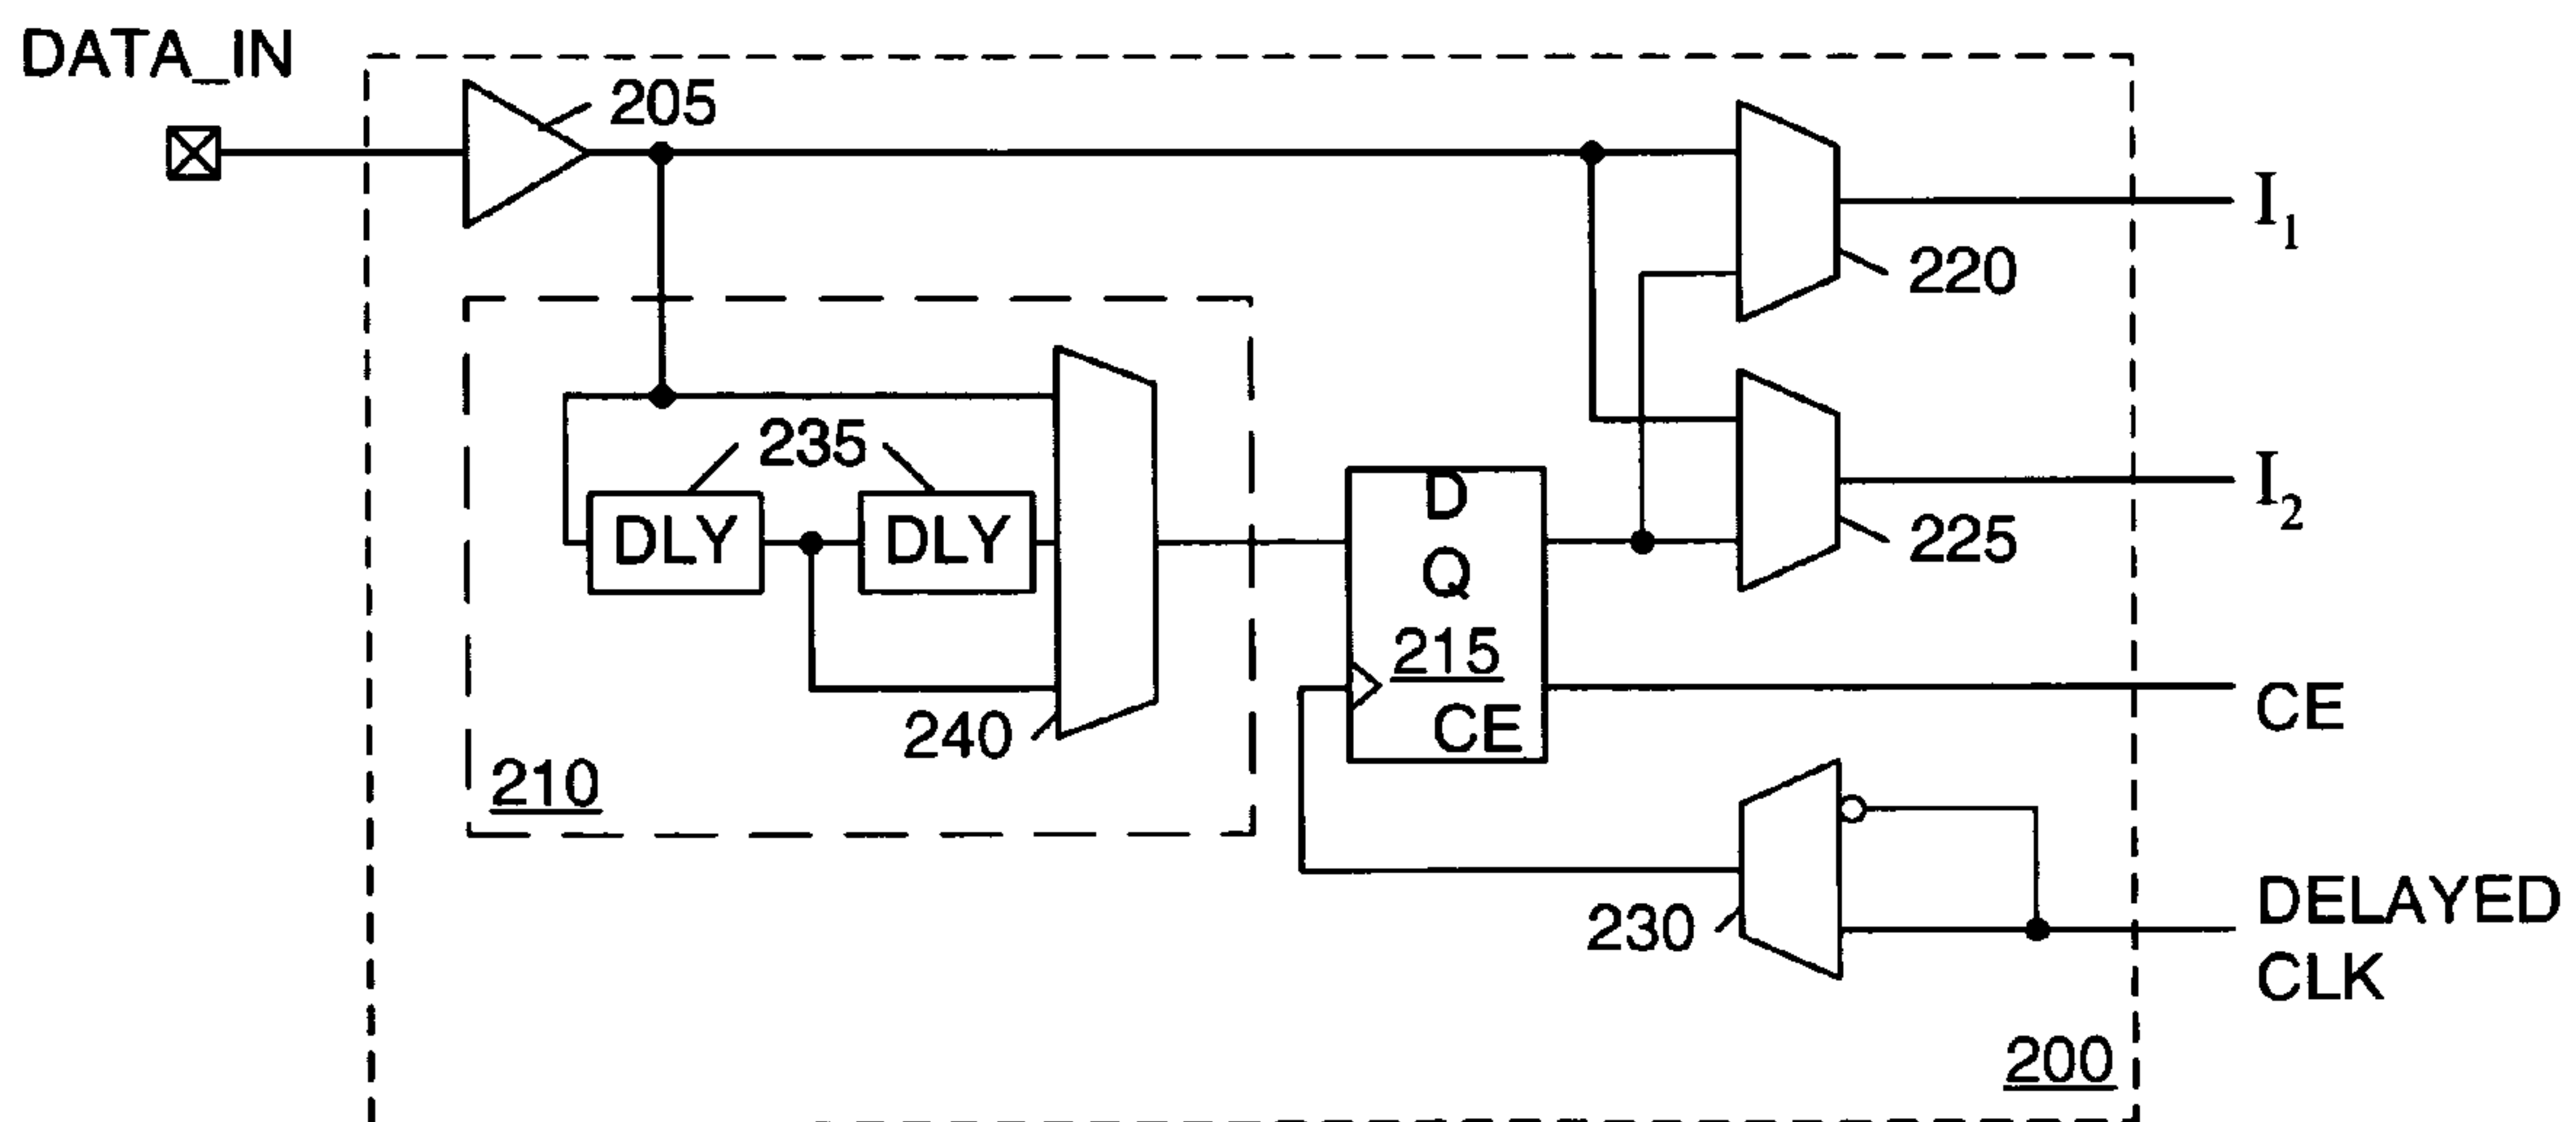 DATA_IN
205
I1
220
235
DLY
DLY
D
Q
215
CE
I2
225
240
210
CE
230
DELAYED
CLK
200